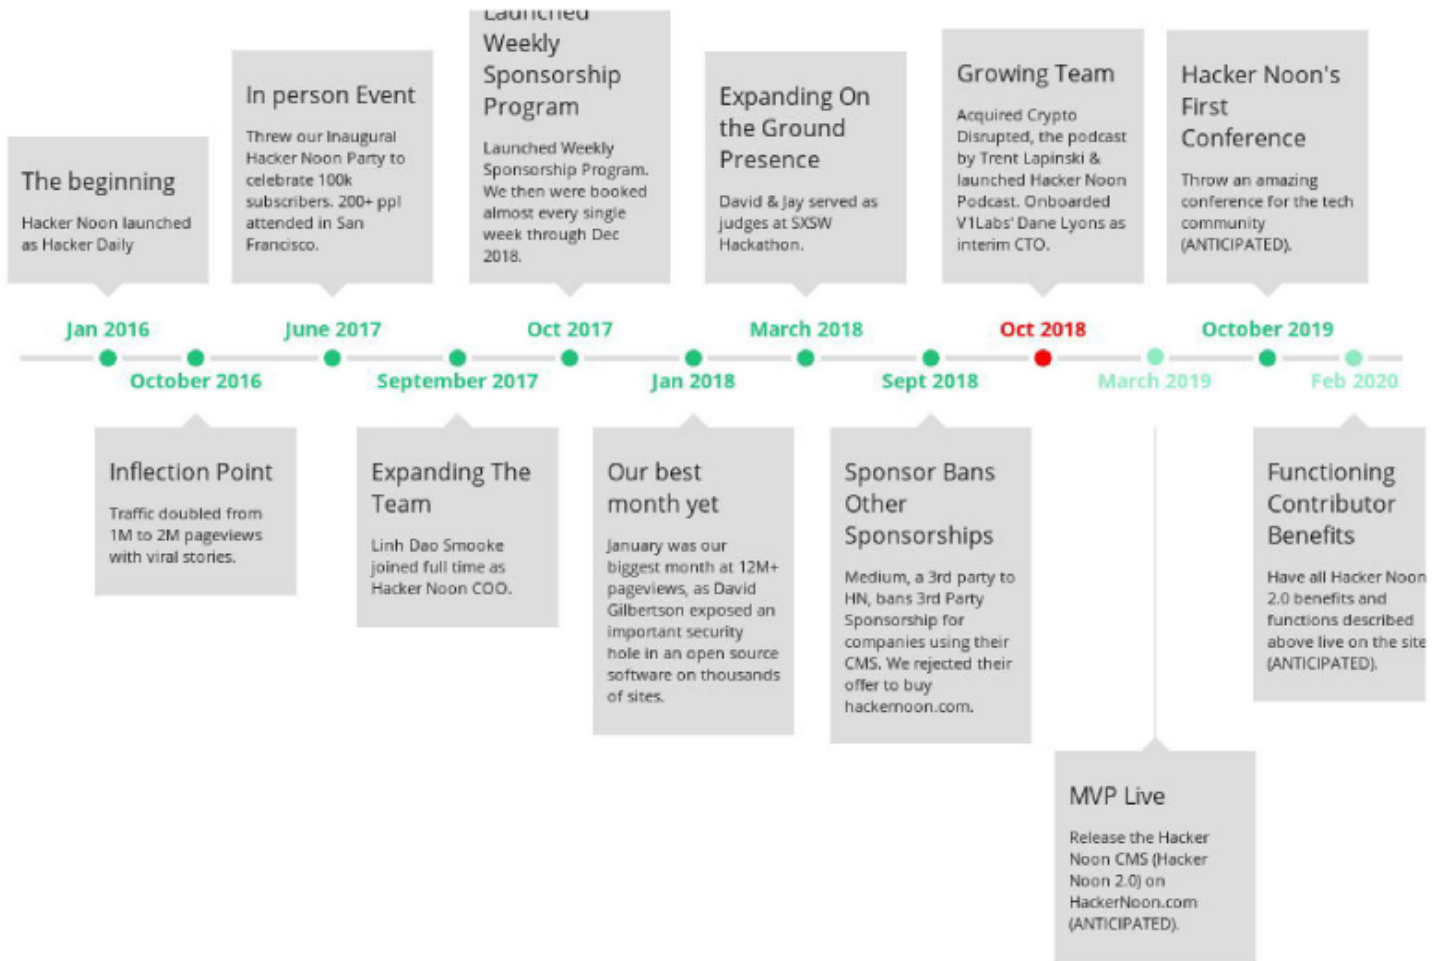 The beginning
Hacker Noon launched
as Hacker Daily
Jan 2016
October 2016
Inflection Point
Traffic doubled from
1M to 2M pageviews
with viral stories.
In person Event
Threw our Inaugural
Hacker Noon Party to
celebrate 100k
subscribers. 200+ ppl
attended in San
Francisco.
June 2017
September 2017
Expanding The
Team
Linh Dao Smooke
joined full time as
Hacker Noon COO.
Launched
Weekly
Sponsorship
Program
Launched Weekly
Sponsorship Program.
We then were booked
almost every single
week through Dec
2018.
Oct 2017
Jan 2018
Our best
month yet
January was our
biggest month at 12M+
pageviews, as David
Gilbertson exposed an
important security
hole in an open source
software on thousands
of sites.
Expanding On
the Ground
Presence
David & Jay served as
judges at SXSW
Hackathon.
March 2018
Sept 2018
Sponsor Bans
Other
Sponsorships
Medium, a 3rd party to
HN, bans 3rd Party
Sponsorship for
companies using their
CMS. We rejected their
offer to buy
hackernoon.com.
Growing Team
Acquired Crypto
Disrupted, the podcast
by Trent Lapinski &
launched Hacker Noon
Podcast. Onboarded
V1Labs' Dane Lyons as
interim CTO.
Oct 2018
March 2019
MVP Live
Release the Hacker
Noon CMS (Hacker
Noon 2.0) on
HackerNoon.com
(ANTICIPATED).
Hacker Noon's
First
Conference
Throw an amazing
conference for the tech
community
(ANTICIPATED).
October 2019
Feb 2020
Functioning
Contributor
Benefits
Have all Hacker Noon
2.0 benefits and
functions described
above live on the site
(ANTICIPATED).